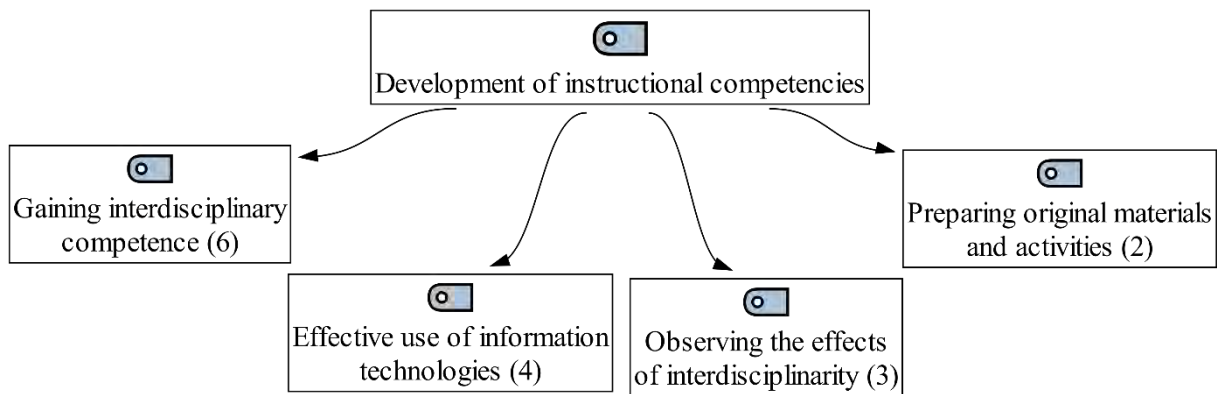 Development of instructional competencies
Gaining interdisciplinary
competence (6)
Effective use of information
technologies (4)
Observing the effects
of interdisciplinarity (3)
Preparing original materials
and activities (2)